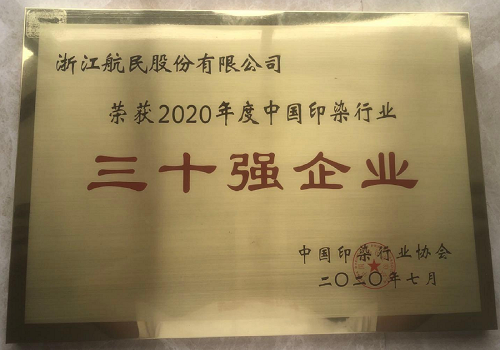 浙江航民股份有限公司
荣获2020年度中国印染行业
三十强企业
中国印染行业协会
二〇二〇年七月